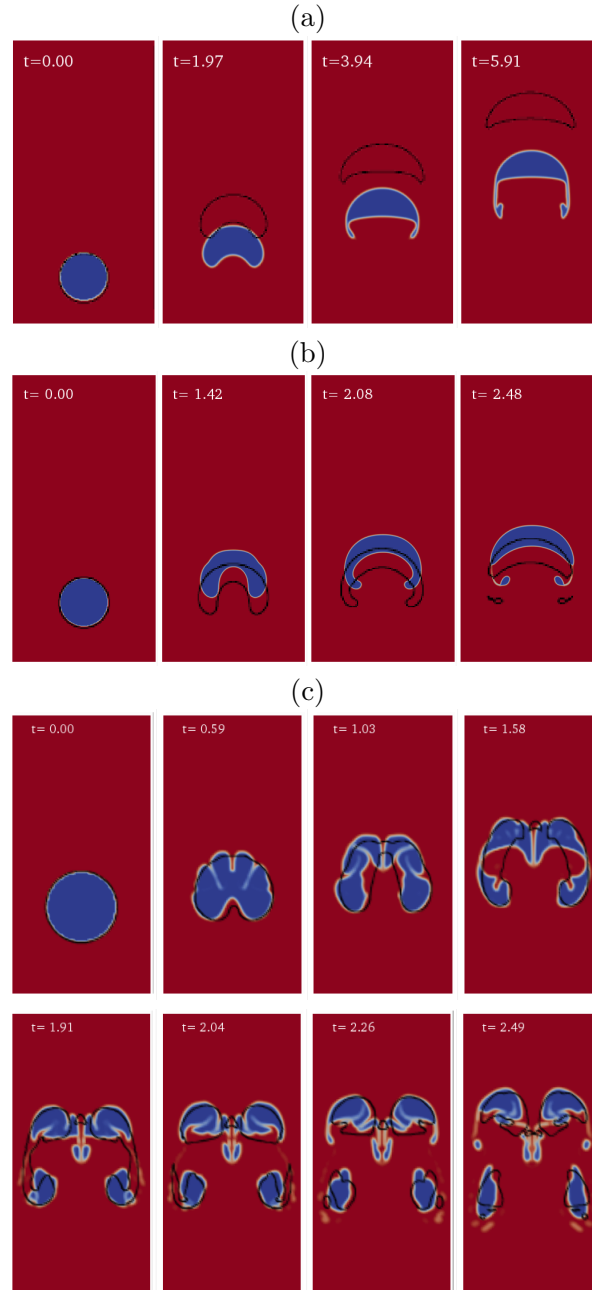 (a)
t=0.00 t=1.97 t=3.94 t=5.91
(b)
t= 0.00 t= 1.42 t= 2.08 t= 2.48
(c)
t= 0.00 t= 0.59 t= 1.03 t= 1.58
t= 1.91 t= 2.04 t= 2.26 t= 2.49